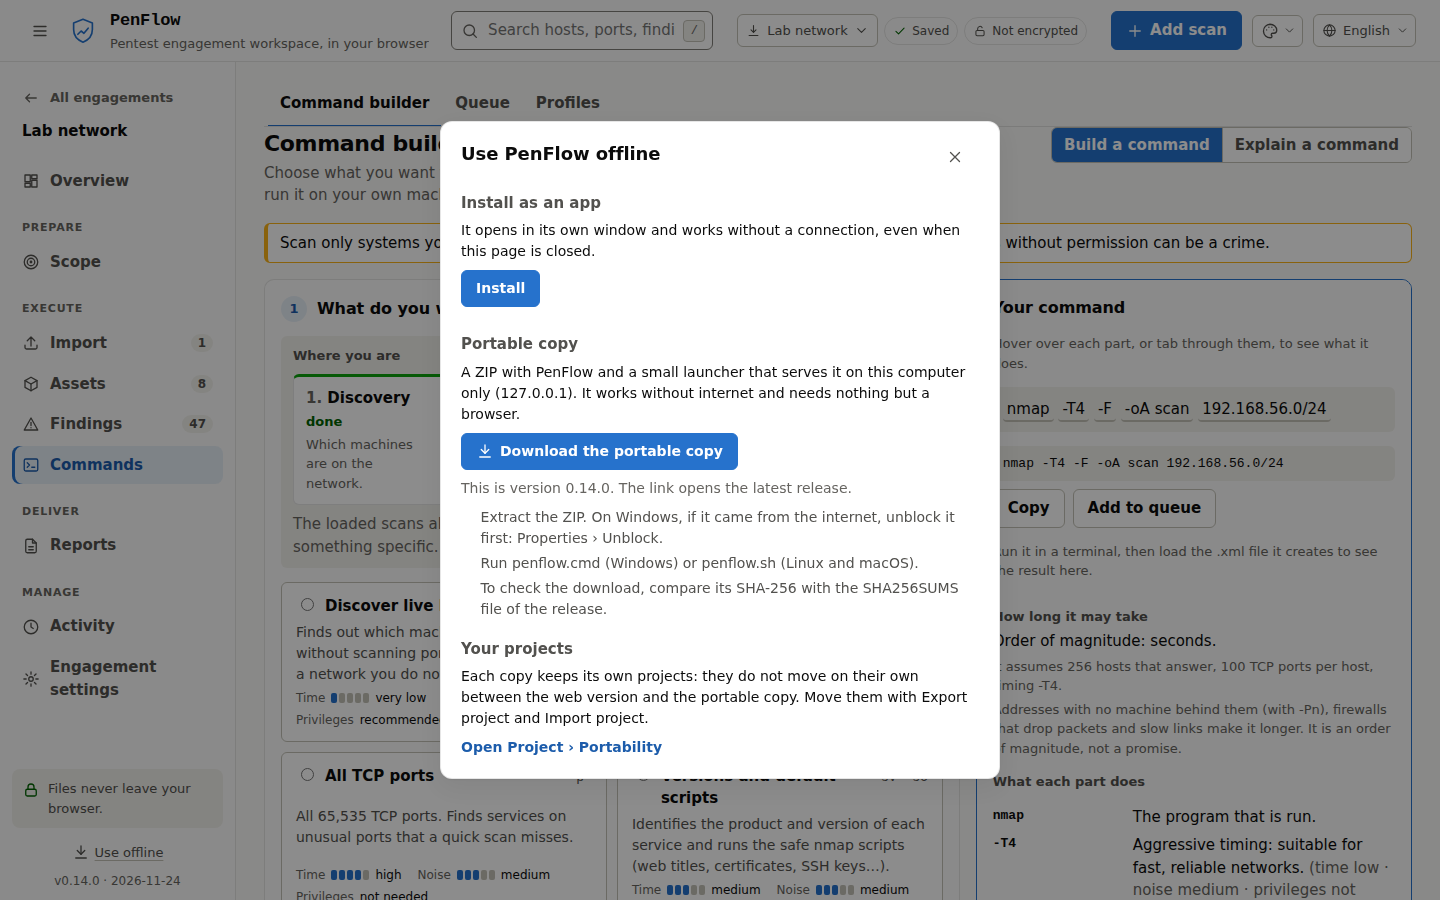 PenFlow
Pentest engagement workspace, in your browser
Search hosts, ports, findi
/
Lab network
Saved
Not encrypted
Add scan
English
All engagements
Lab network
Overview
PREPARE
Scope
EXECUTE
Import 1
Assets 8
Findings 47
Commands
DELIVER
Reports
MANAGE
Activity
Engagement
settings
Files never leave your
browser.
Use offline
v0.14.0 · 2026-11-24
Command builder Queue Profiles
Command buil
Choose what you want
run it on your own mac
Build a command Explain a command
Scan only systems yo
without permission can be a crime.
1 What do you w
Where you are
1. Discovery
done
Which machines
are on the
network.
The loaded scans al
something specific.
Discover live
Finds out which mac
without scanning por
a network you do no
Time very low
Privileges recommende
All TCP ports
All 65,535 TCP ports. Finds services on
unusual ports that a quick scan misses.
Time high Noise medium
Privileges not needed
scripts
Identifies the product and version of each
service and runs the safe nmap scripts
(web titles, certificates, SSH keys…).
Time medium Noise medium
Use PenFlow offline
Install as an app
It opens in its own window and works without a connection, even when
this page is closed.
Install
Portable copy
A ZIP with PenFlow and a small launcher that serves it on this computer
only (127.0.0.1). It works without internet and needs nothing but a
browser.
Download the portable copy
This is version 0.14.0. The link opens the latest release.
Extract the ZIP. On Windows, if it came from the internet, unblock it
first: Properties › Unblock.
Run penflow.cmd (Windows) or penflow.sh (Linux and macOS).
To check the download, compare its SHA-256 with the SHA256SUMS
file of the release.
Your projects
Each copy keeps its own projects: they do not move on their own
between the web version and the portable copy. Move them with Export
project and Import project.
Open Project › Portability
Your command
Hover over each part, or tab through them, to see what it
does.
nmap -T4 -F -oA scan 192.168.56.0/24
nmap -T4 -F -oA scan 192.168.56.0/24
Copy Add to queue
Run it in a terminal, then load the .xml file it creates to see
the result here.
How long it may take
Order of magnitude: seconds.
It assumes 256 hosts that answer, 100 TCP ports per host,
timing -T4.
Addresses with no machine behind them (with -Pn), firewalls
that drop packets and slow links make it longer. It is an order
of magnitude, not a promise.
What each part does
nmap The program that is run.
-T4 Aggressive timing: suitable for
fast, reliable networks. (time low ·
noise medium · privileges not